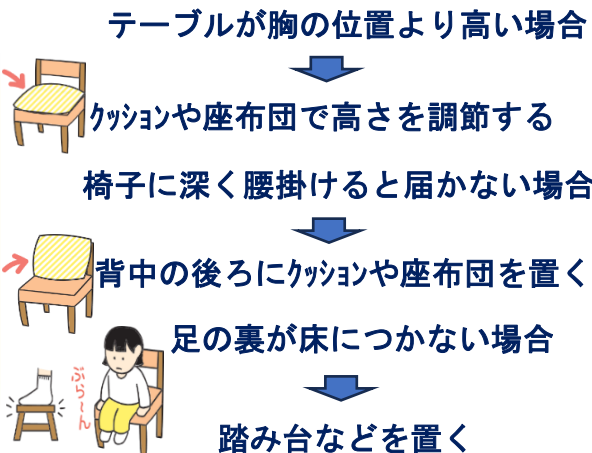 テーブルが胸の位置より高い場合
ｸｯｼｮﾝや座布団で高さを調節する
椅子に深く腰掛けると届かない場合
背中の後ろにｸｯｼｮﾝや座布団を置く
足の裏が床につかない場合
ぶら～ん
踏み台などを置く